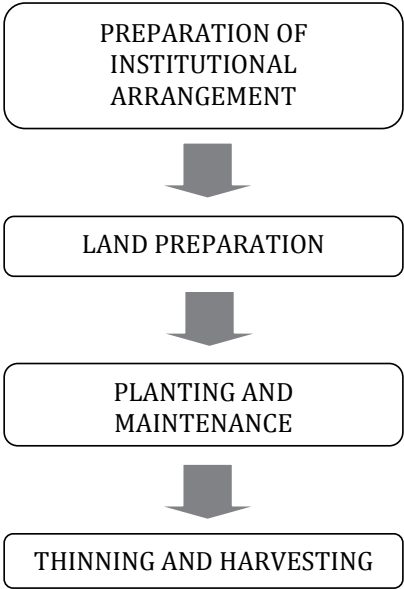 PREPARATION OF
INSTITUTIONAL
ARRANGEMENT
LAND PREPARATION
PLANTING AND
MAINTENANCE
THINNING AND HARVESTING